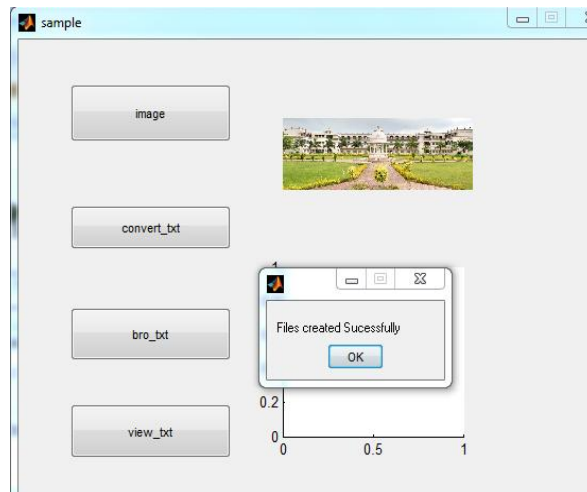 sample
image
convert_txt
1
Files created Sucessfully
OK
bro_txt
0.2
view_txt
0
0 0.5 1